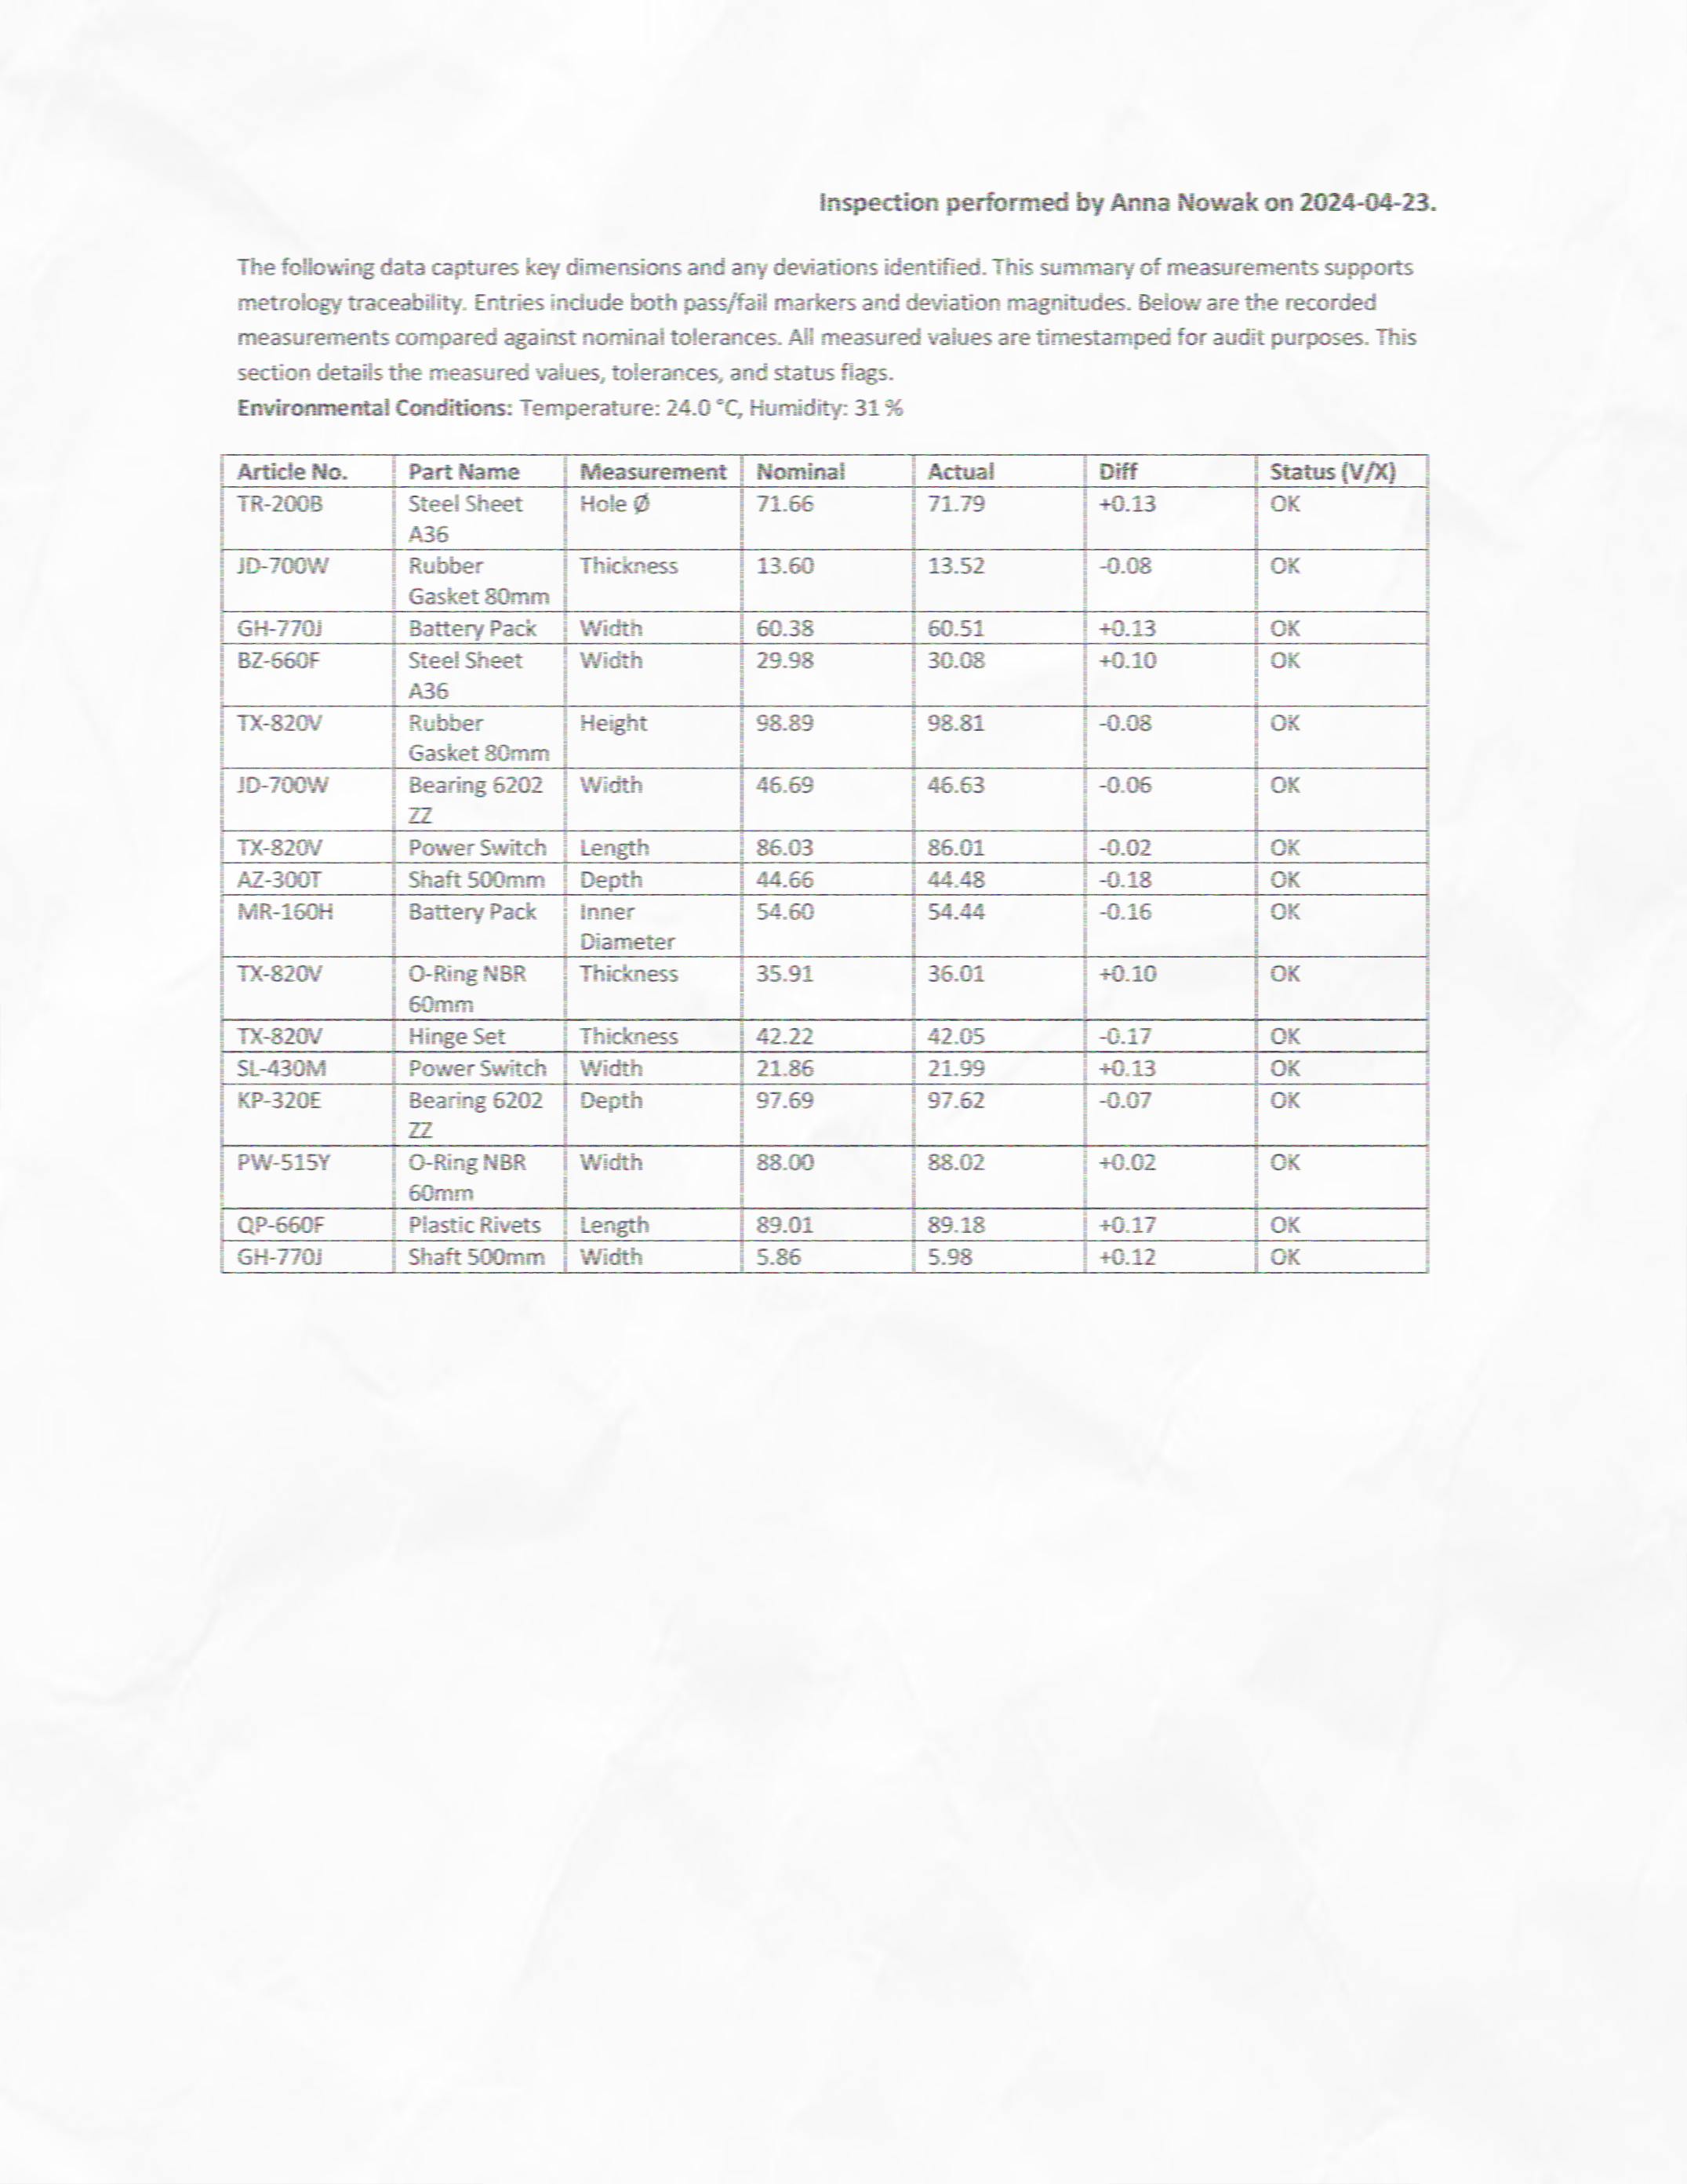 Inspection performed by Anna Nowak on 2024-04-23.
The following data captures key dimensions and any deviations identified. This summary of measurements supports
metrology traceability. Entries include both pass/fail markers and deviation magnitudes. Below are the recorded
measurements compared against nominal tolerances. All measured values are timestamped for audit purposes. This
section details the measured values, tolerances, and status flags.
Environmental Conditions: Temperature: 24.0 °C, Humidity: 31 %
Article No. Part Name Measurement Nominal Actual Diff Status (V/X)
TR-200B Steel Sheet Hole Ø 71.66 71.79 +0.13 OK
A36
JD-700W Rubber Thickness 13.60 13.52 -0.08 OK
Gasket 80mm
GH-770J Battery Pack Width 60.38 60.51 +0.13 OK
BZ-660F Steel Sheet Width 29.98 30.08 +0.10 OK
A36
TX-820V Rubber Height 98.89 98.81 -0.08 OK
Gasket 80mm
JD-700W Bearing 6202 Width 46.69 46.63 -0.06 OK
ZZ
TX-820V Power Switch Length 86.03 86.01 -0.02 OK
AZ-300T Shaft 500mm Depth 44.66 44.48 -0.18 OK
MR-160H Battery Pack Inner 54.60 54.44 -0.16 OK
Diameter
TX-820V O-Ring NBR Thickness 35.91 36.01 +0.10 OK
60mm
TX-820V Hinge Set Thickness 42.22 42.05 -0.17 OK
SL-430M Power Switch Width 21.86 21.99 +0.13 OK
KP-320E Bearing 6202 Depth 97.69 97.62 -0.07 OK
ZZ
PW-515Y O-Ring NBR Width 88.00 88.02 +0.02 OK
60mm
QP-660F Plastic Rivets Length 89.01 89.18 +0.17 OK
GH-770J Shaft 500mm Width 5.86 5.98 +0.12 OK